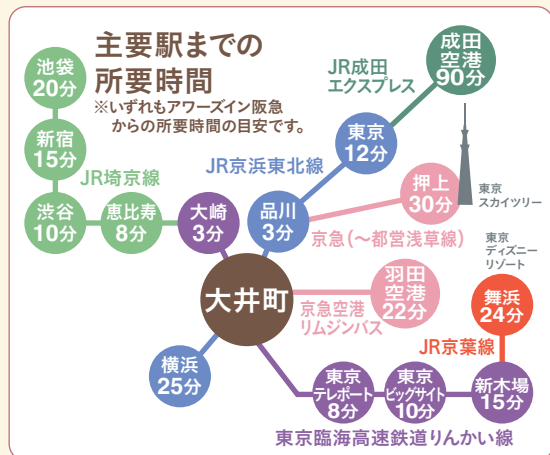 主要駅までの
所要時間
※いずれもアワーズイン阪急
からの所要時間の目安です。
池袋
20分
新宿
15分
渋谷
10分
JR埼京線
恵比寿
8分
大崎
3分
JR京浜東北線
品川
3分
東京
12分
JR成田
エクスプレス
成田
空港
90分
押上
30分
東京
スカイツリー
京急(〜都営浅草線)
大井町
京急空港
リムジンバス
羽田
空港
22分
東京
ディズニー
リゾート
舞浜
24分
JR京葉線
横浜
25分
東京
テレポート
8分
東京
ビッグサイト
10分
新木場
15分
東京臨海高速鉄道りんかい線